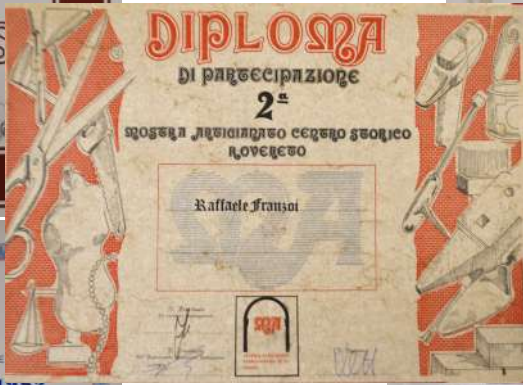 DIPLOMA
DI PARTECIPAZIONE
2ª
MOSTRA ARTIGIANATO CENTRO STORICO
ROVERETO
Raffaele Franzoi